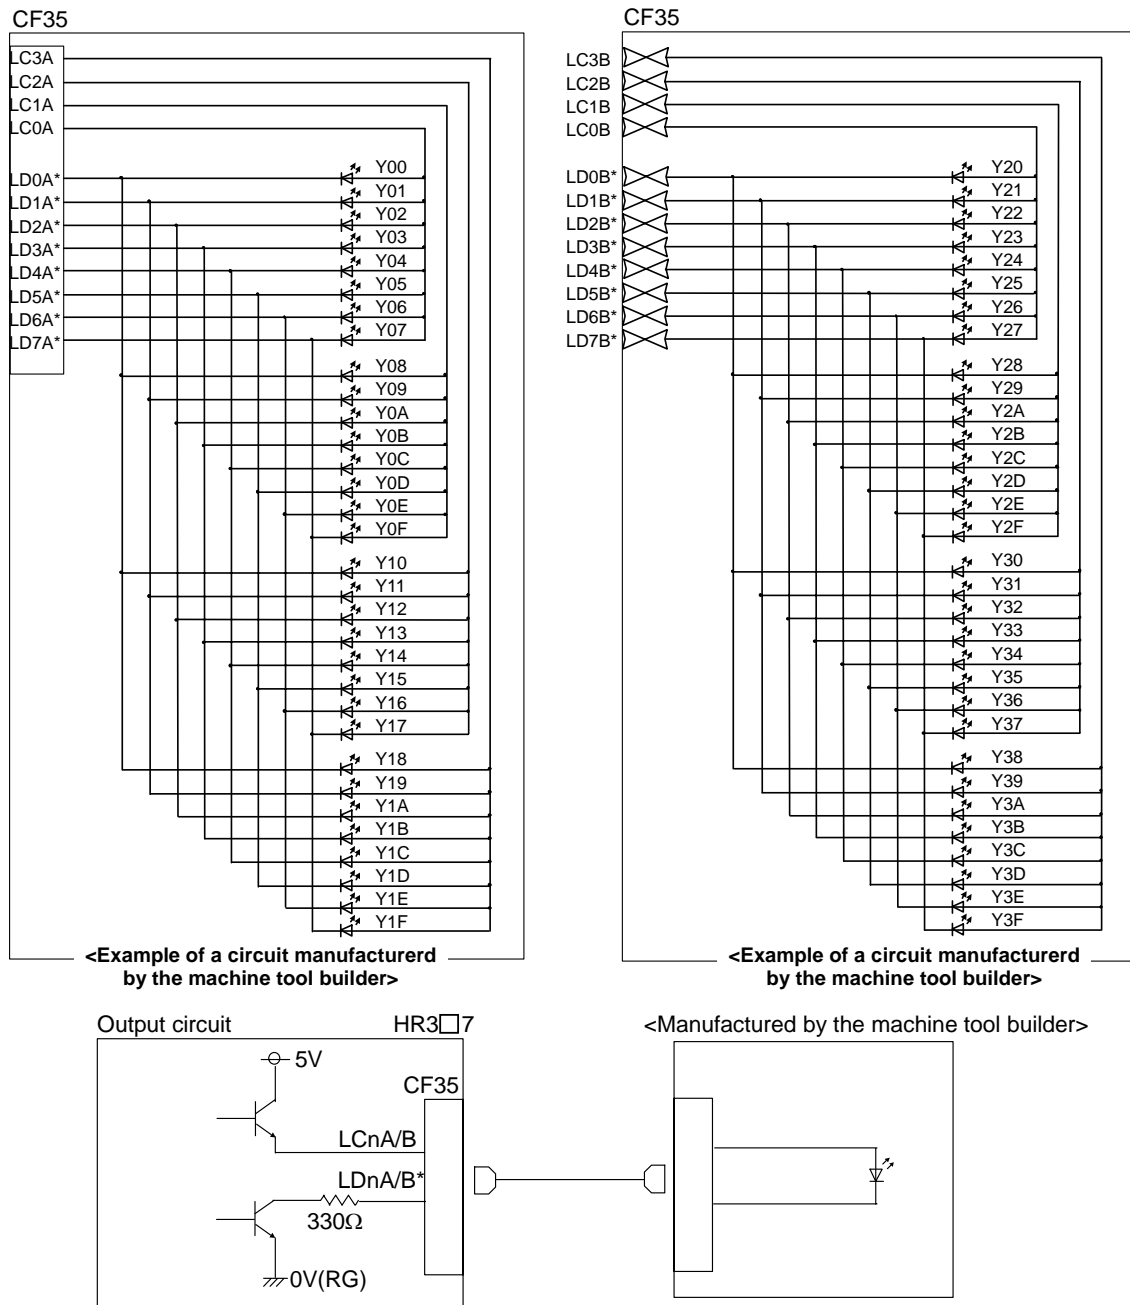 CF35
LC3A
LC2A
LC1A
LC0A
LD0A*
LD1A*
LD2A*
LD3A*
LD4A*
LD5A*
LD6A*
LD7A*
Y00
Y01
Y02
Y03
Y04
Y05
Y06
Y07
Y08
Y09
Y0A
Y0B
Y0C
Y0D
Y0E
Y0F
Y10
Y11
Y12
Y13
Y14
Y15
Y16
Y17
Y18
Y19
Y1A
Y1B
Y1C
Y1D
Y1E
Y1F
<Example of a circuit manufacturerd
by the machine tool builder>
CF35
LC3B
LC2B
LC1B
LC0B
LD0B*
LD1B*
LD2B*
LD3B*
LD4B*
LD5B*
LD6B*
LD7B*
Y20
Y21
Y22
Y23
Y24
Y25
Y26
Y27
Y28
Y29
Y2A
Y2B
Y2C
Y2D
Y2E
Y2F
Y30
Y31
Y32
Y33
Y34
Y35
Y36
Y37
Y38
Y39
Y3A
Y3B
Y3C
Y3D
Y3E
Y3F
<Example of a circuit manufacturerd
by the machine tool builder>
Output circuit
HR3□7
5V
CF35
LCnA/B
LDnA/B*
330Ω
0V(RG)
<Manufactured by the machine tool builder>